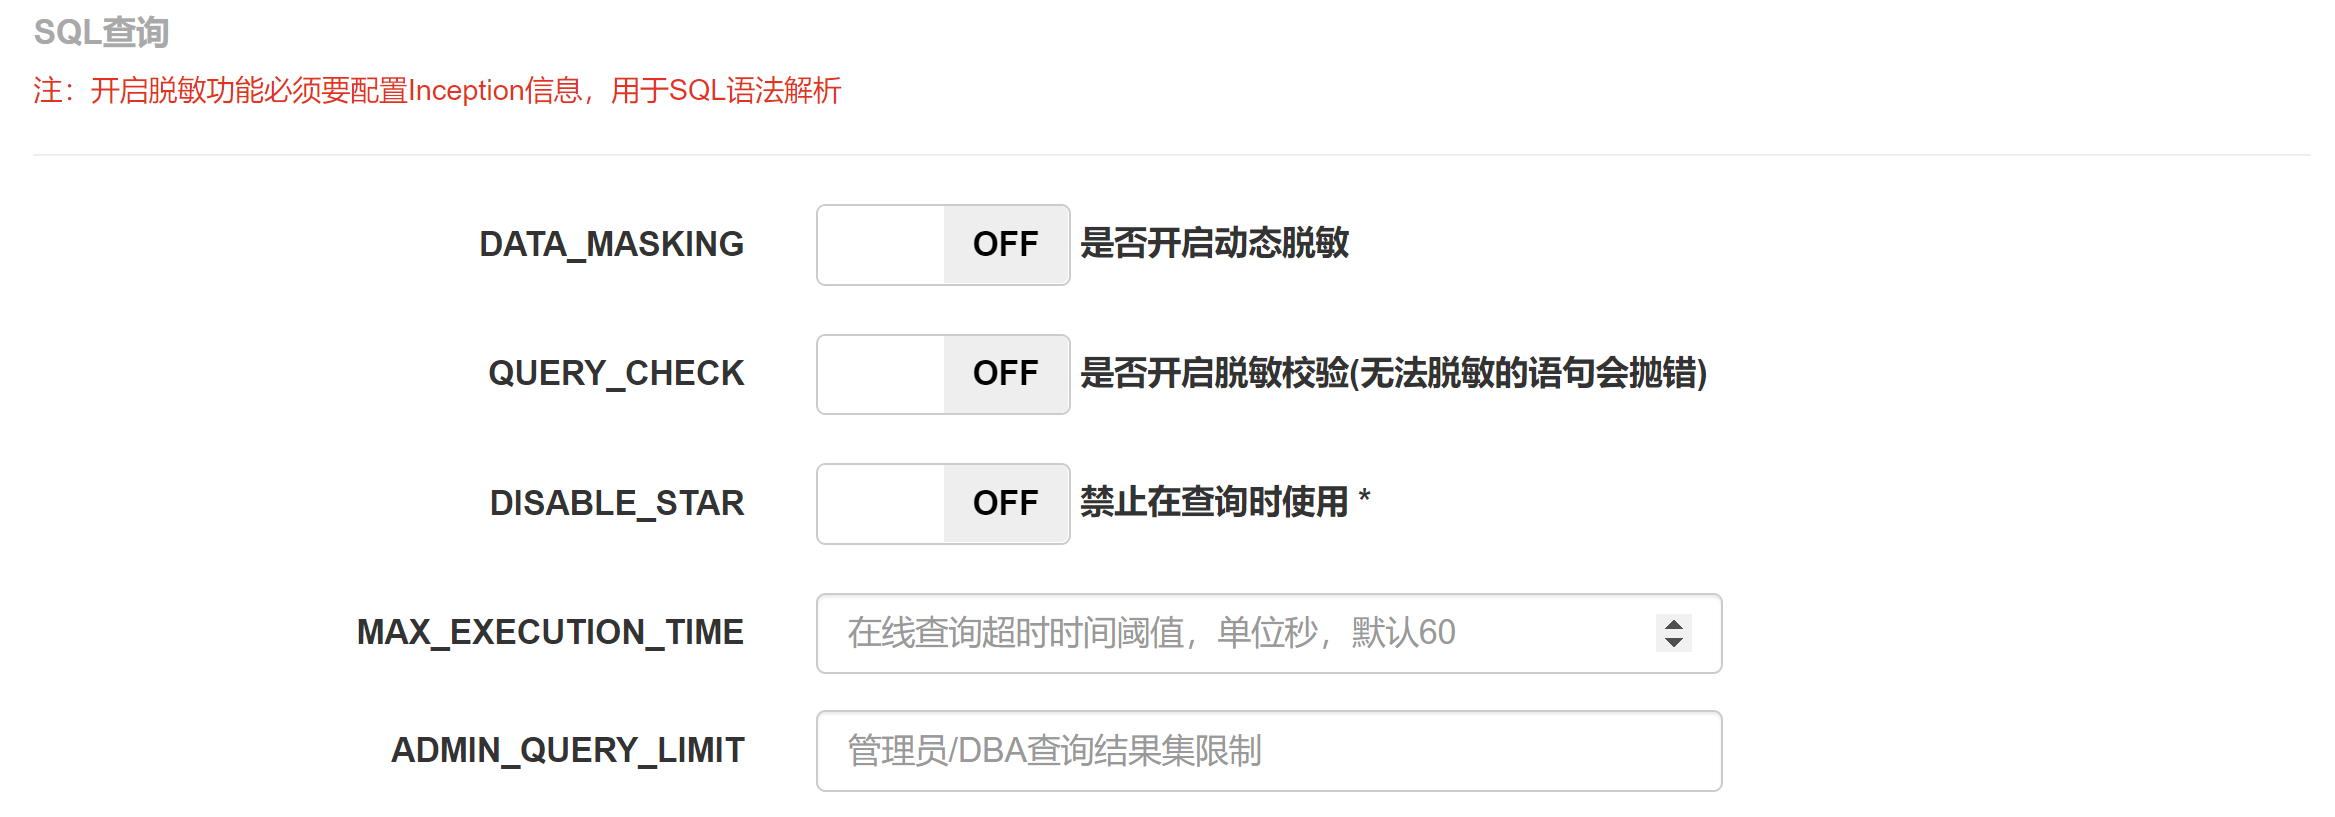 SQL查询
注：开启脱敏功能必须要配置Inception信息，用于SQL语法解析
DATA_MASKING OFF 是否开启动态脱敏
QUERY_CHECK OFF 是否开启脱敏校验(无法脱敏的语句会抛错)
DISABLE_STAR OFF 禁止在查询时使用 *
MAX_EXECUTION_TIME 在线查询超时时间阈值，单位秒，默认60
ADMIN_QUERY_LIMIT 管理员/DBA查询结果集限制